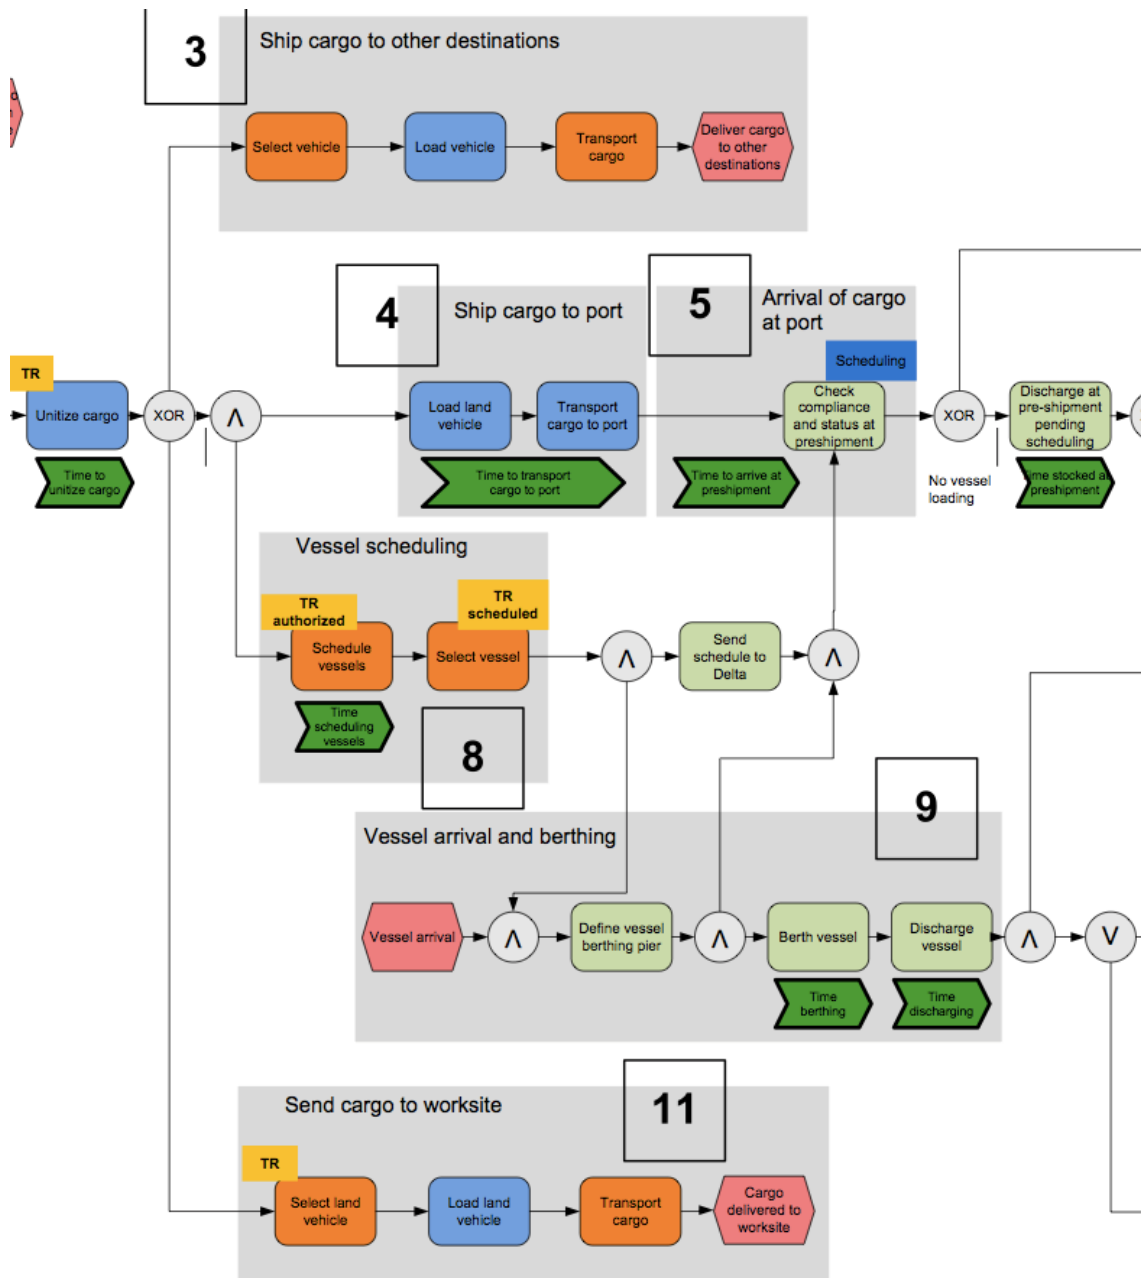 3
Ship cargo to other destinations
Select vehicle
Load vehicle
Transport
cargo
Deliver cargo
to other
destinations
4
Ship cargo to port
5
Arrival of cargo
at port
TR
Unitize cargo
Time to
unitize cargo
XOR
Λ
Load land
vehicle
Transport
cargo to port
Time to transport
cargo to port
Scheduling
Check
compliance
and status at
preshipment
Time to arrive at
preshipment
XOR
No vessel
loading
Discharge at
pre-shipment
pending
scheduling
Time stocked at
preshipment
Vessel scheduling
TR
authorized
TR
scheduled
Schedule
vessels
Select vessel
Time
scheduling
vessels
8
Λ
Send
schedule to
Delta
Λ
9
Vessel arrival and berthing
Vessel arrival
Λ
Define vessel
berthing pier
Λ
Berth vessel
Discharge
vessel
Time
berthing
Time
discharging
Λ
V
11
Send cargo to worksite
TR
Select land
vehicle
Load land
vehicle
Transport
cargo
Cargo
delivered to
worksite